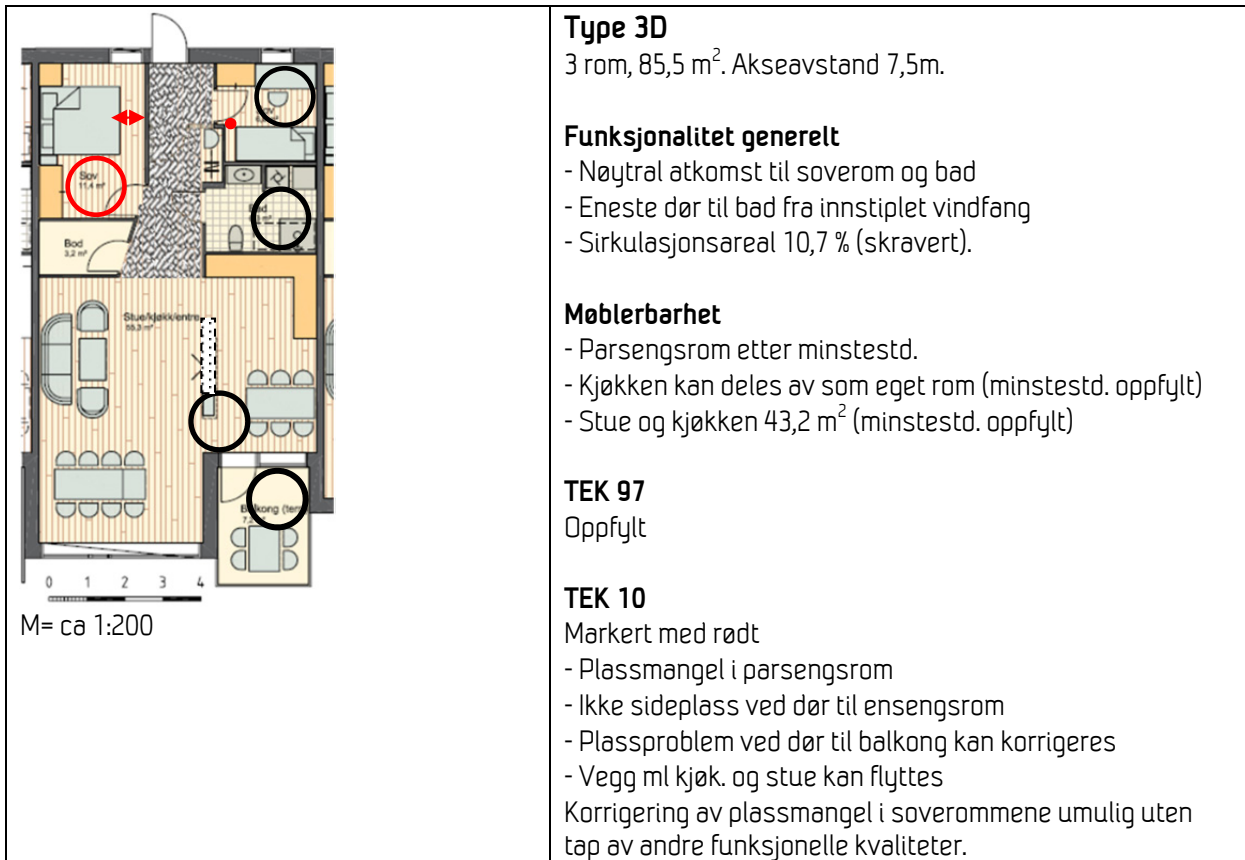 Sov
11,4 m²
Bod
3,2 m²
Stue/kjøkk/entre
55,3 m²
Balkong (terr
0 1 2 3 4
M= ca 1:200
Type 3D
3 rom, 85,5 m². Akseavstand 7,5m.
Funksjonalitet generelt
- Nøytral atkomst til soverom og bad
- Eneste dør til bad fra innstiplet vindfang
- Sirkulasjonsareal 10,7 % (skravert).
Møblerbarhet
- Parsengsrom etter minstestd.
- Kjøkken kan deles av som eget rom (minstestd. oppfylt)
- Stue og kjøkken 43,2 m² (minstestd. oppfylt)
TEK 97
Oppfylt
TEK 10
Markert med rødt
- Plassmangel i parsengsrom
- Ikke sideplass ved dør til ensengsrom
- Plassproblem ved dør til balkong kan korrigeres
- Vegg ml kjøk. og stue kan flyttes
Korrigering av plassmangel i soverommene umulig uten
tap av andre funksjonelle kvaliteter.